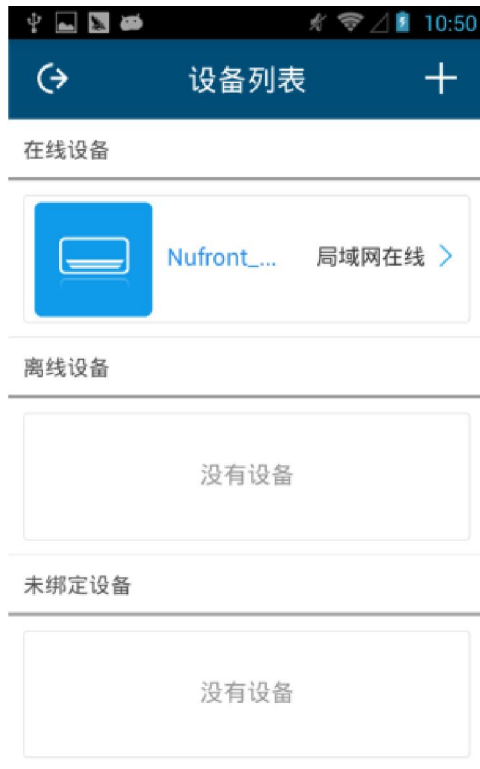 10:50
设备列表
在线设备
Nufront_... 局域网在线
离线设备
没有设备
未绑定设备
没有设备